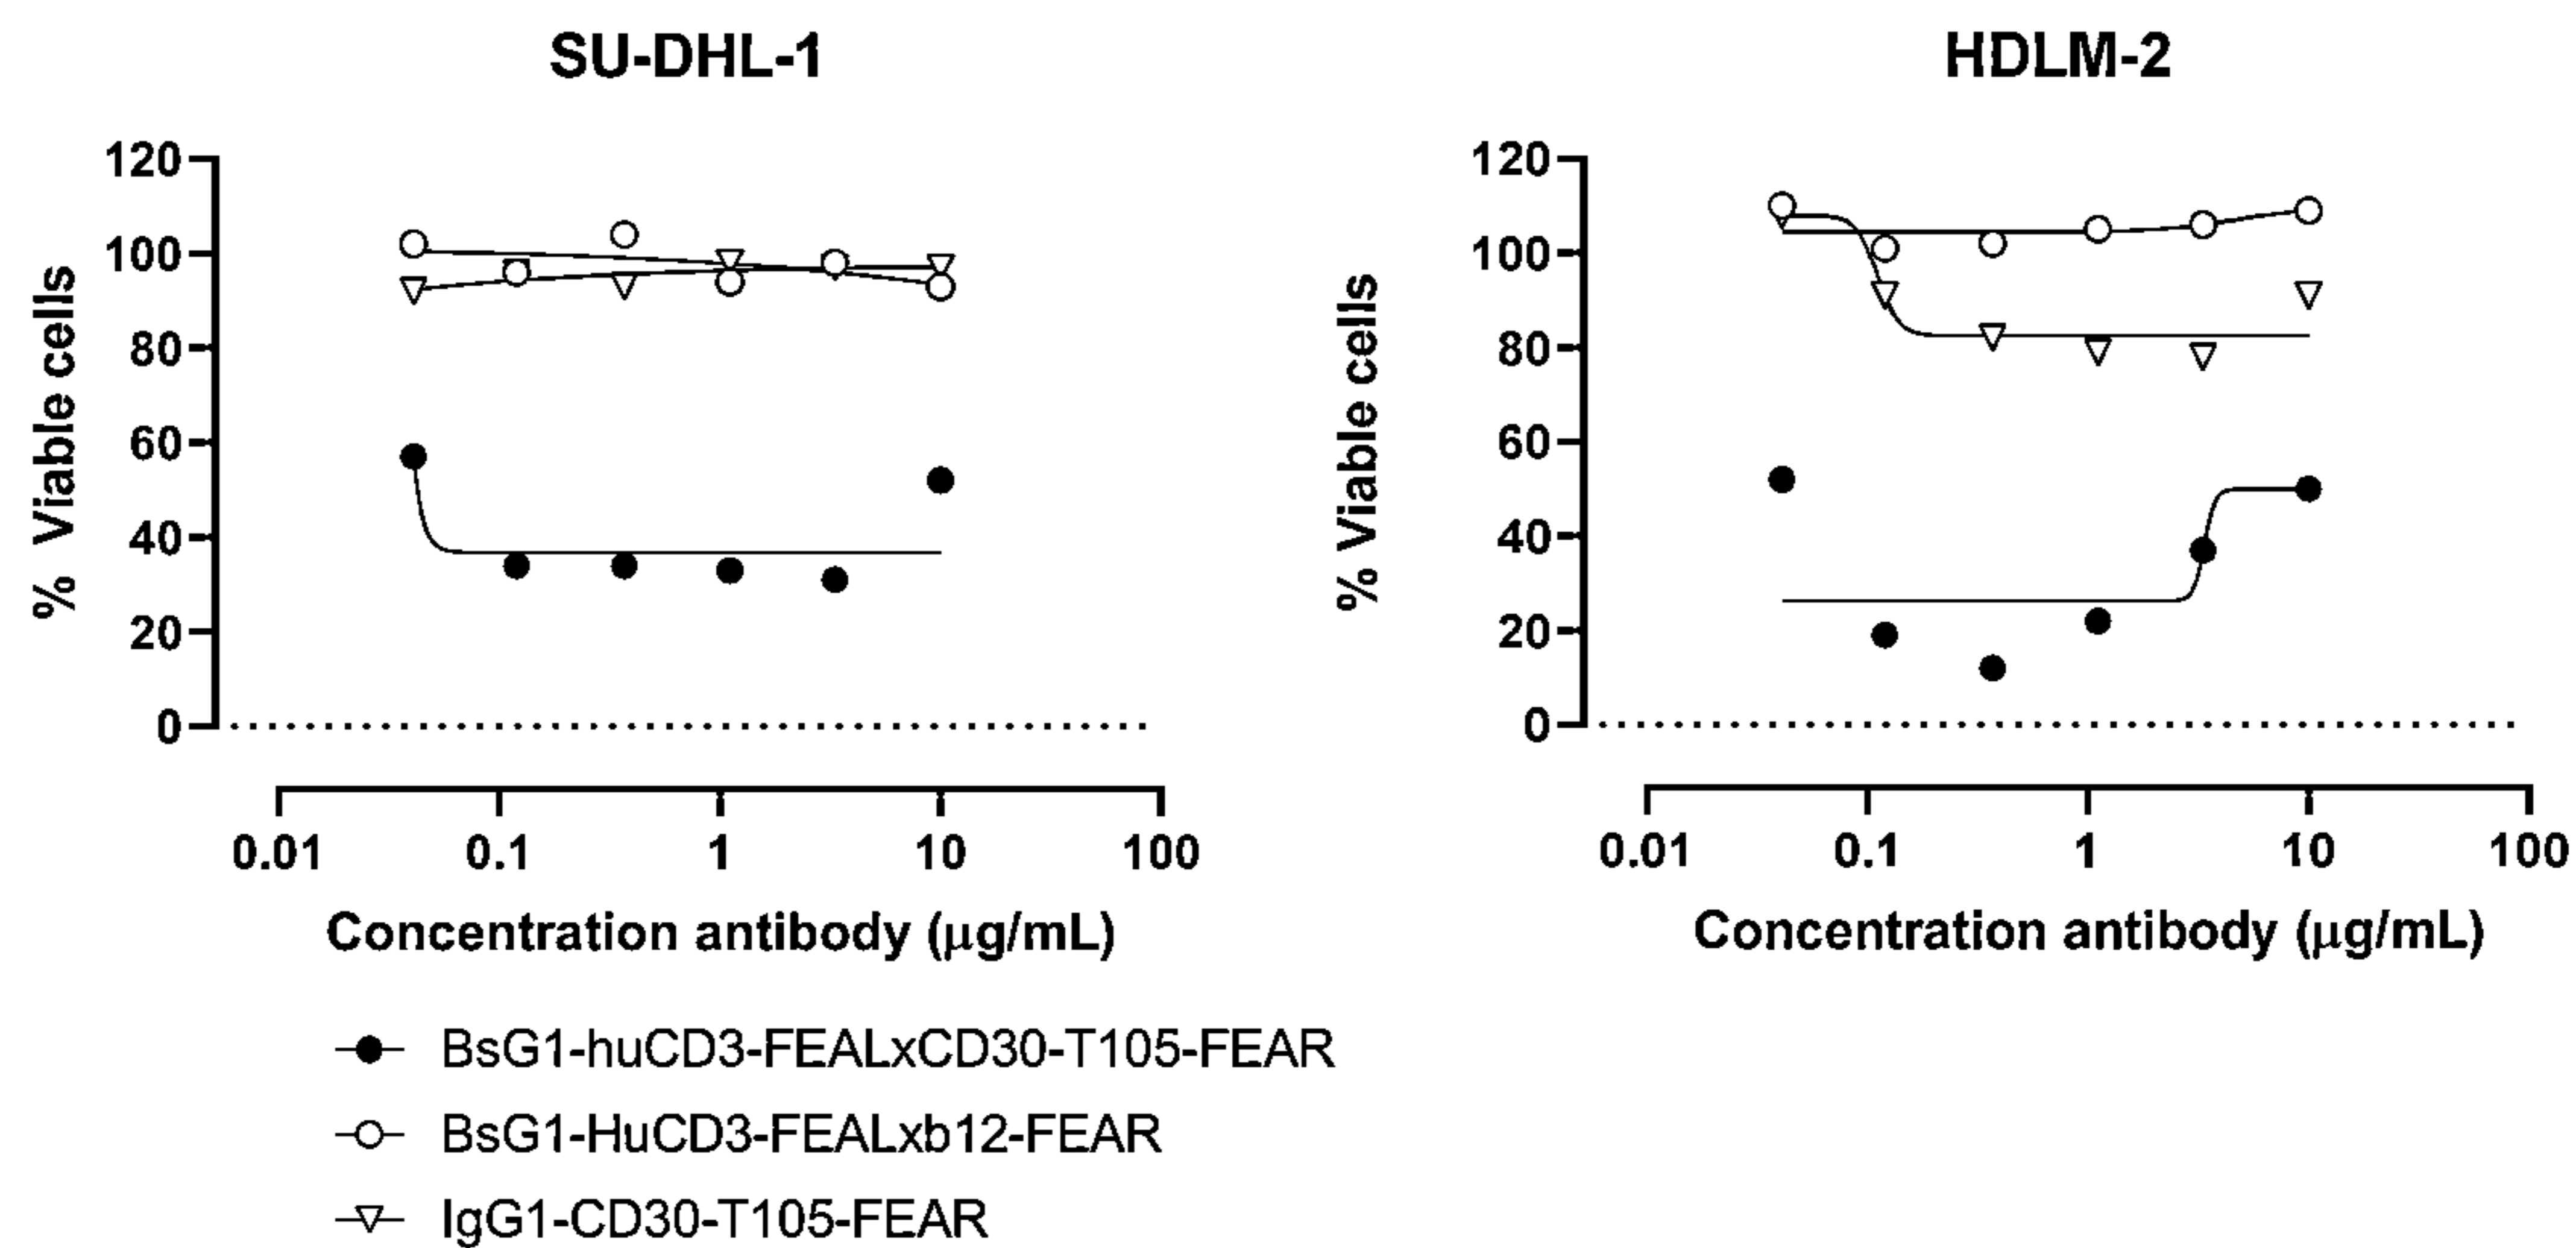 SU-DHL-1
% Viable cells
120
100
80
60
40
20
0
0.01 0.1 1 10 100
Concentration antibody (µg/mL)
HDLM-2
% Viable cells
120
100
80
60
40
20
0
0.01 0.1 1 10 100
Concentration antibody (µg/mL)
BsG1-huCD3-FEALxCD30-T105-FEAR
BsG1-HuCD3-FEALxb12-FEAR
IgG1-CD30-T105-FEAR